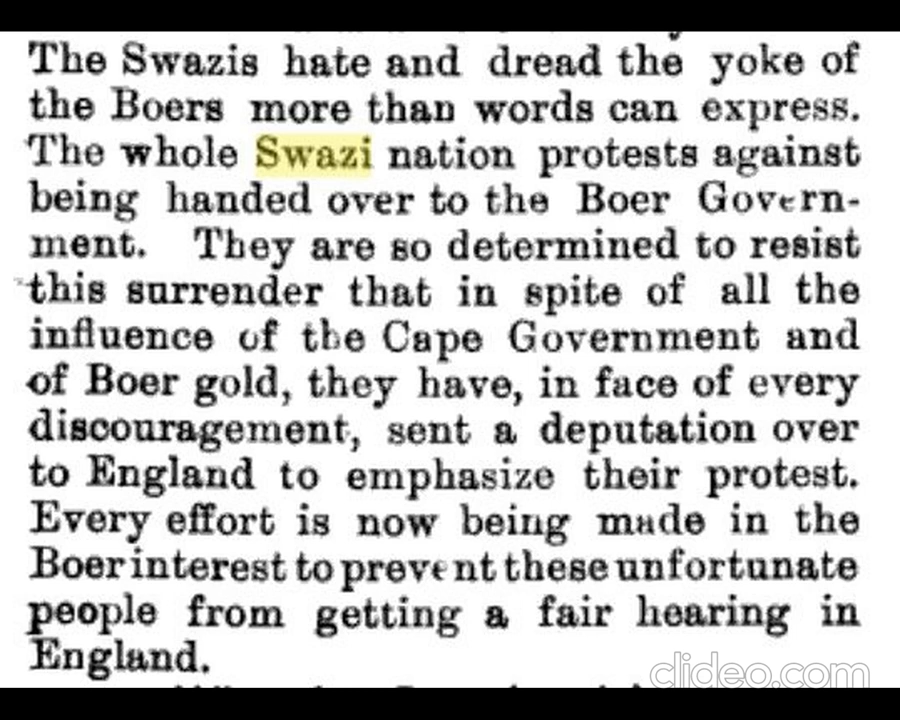 The Swazis hate and dread the yoke of
the Boers more than words can express.
The whole Swazi nation protests against
being handed over to the Boer Govern-
ment. They are so determined to resist
this surrender that in spite of all the
influence of the Cape Government and
of Boer gold, they have, in face of every
discouragement, sent a deputation over
to England to emphasize their protest.
Every effort is now being made in the
Boer interest to prevent these unfortunate
people from getting a fair hearing in
England.
clideo.com